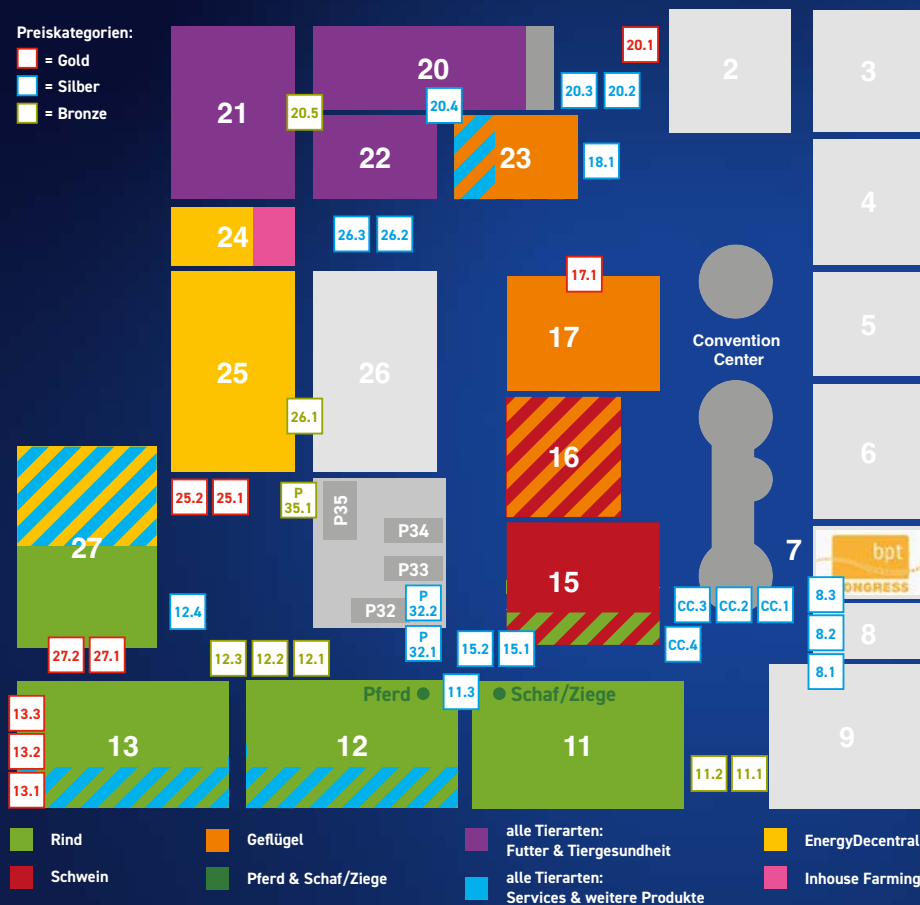 Preiskategorien:
= Gold
= Silber
= Bronze
20.1
20
2
3
20.3
20.2
21
20.5
20.4
22
23
18.1
4
24
26.3
26.2
17.1
5
17
Convention
Center
25
26
26.1
16
6
25.2
25.1
P
35.1
P35
P34
27
P33
15
7
bpt
ONGRESS
12.4
P32
P
32.2
CC.3
CC.2
CC.1
8.3
8.2
8
27.2
27.1
12.3
12.2
12.1
P
32.1
15.2
15.1
CC.4
8.1
Pferd
11.3
Schaf/Ziege
13.3
13.2
13.1
13
12
11
9
11.2
11.1
Rind
Geflügel
alle Tierarten:
Futter & Tiergesundheit
EnergyDecentral
Schwein
Pferd & Schaf/Ziege
alle Tierarten:
Services & weitere Produkte
Inhouse Farming